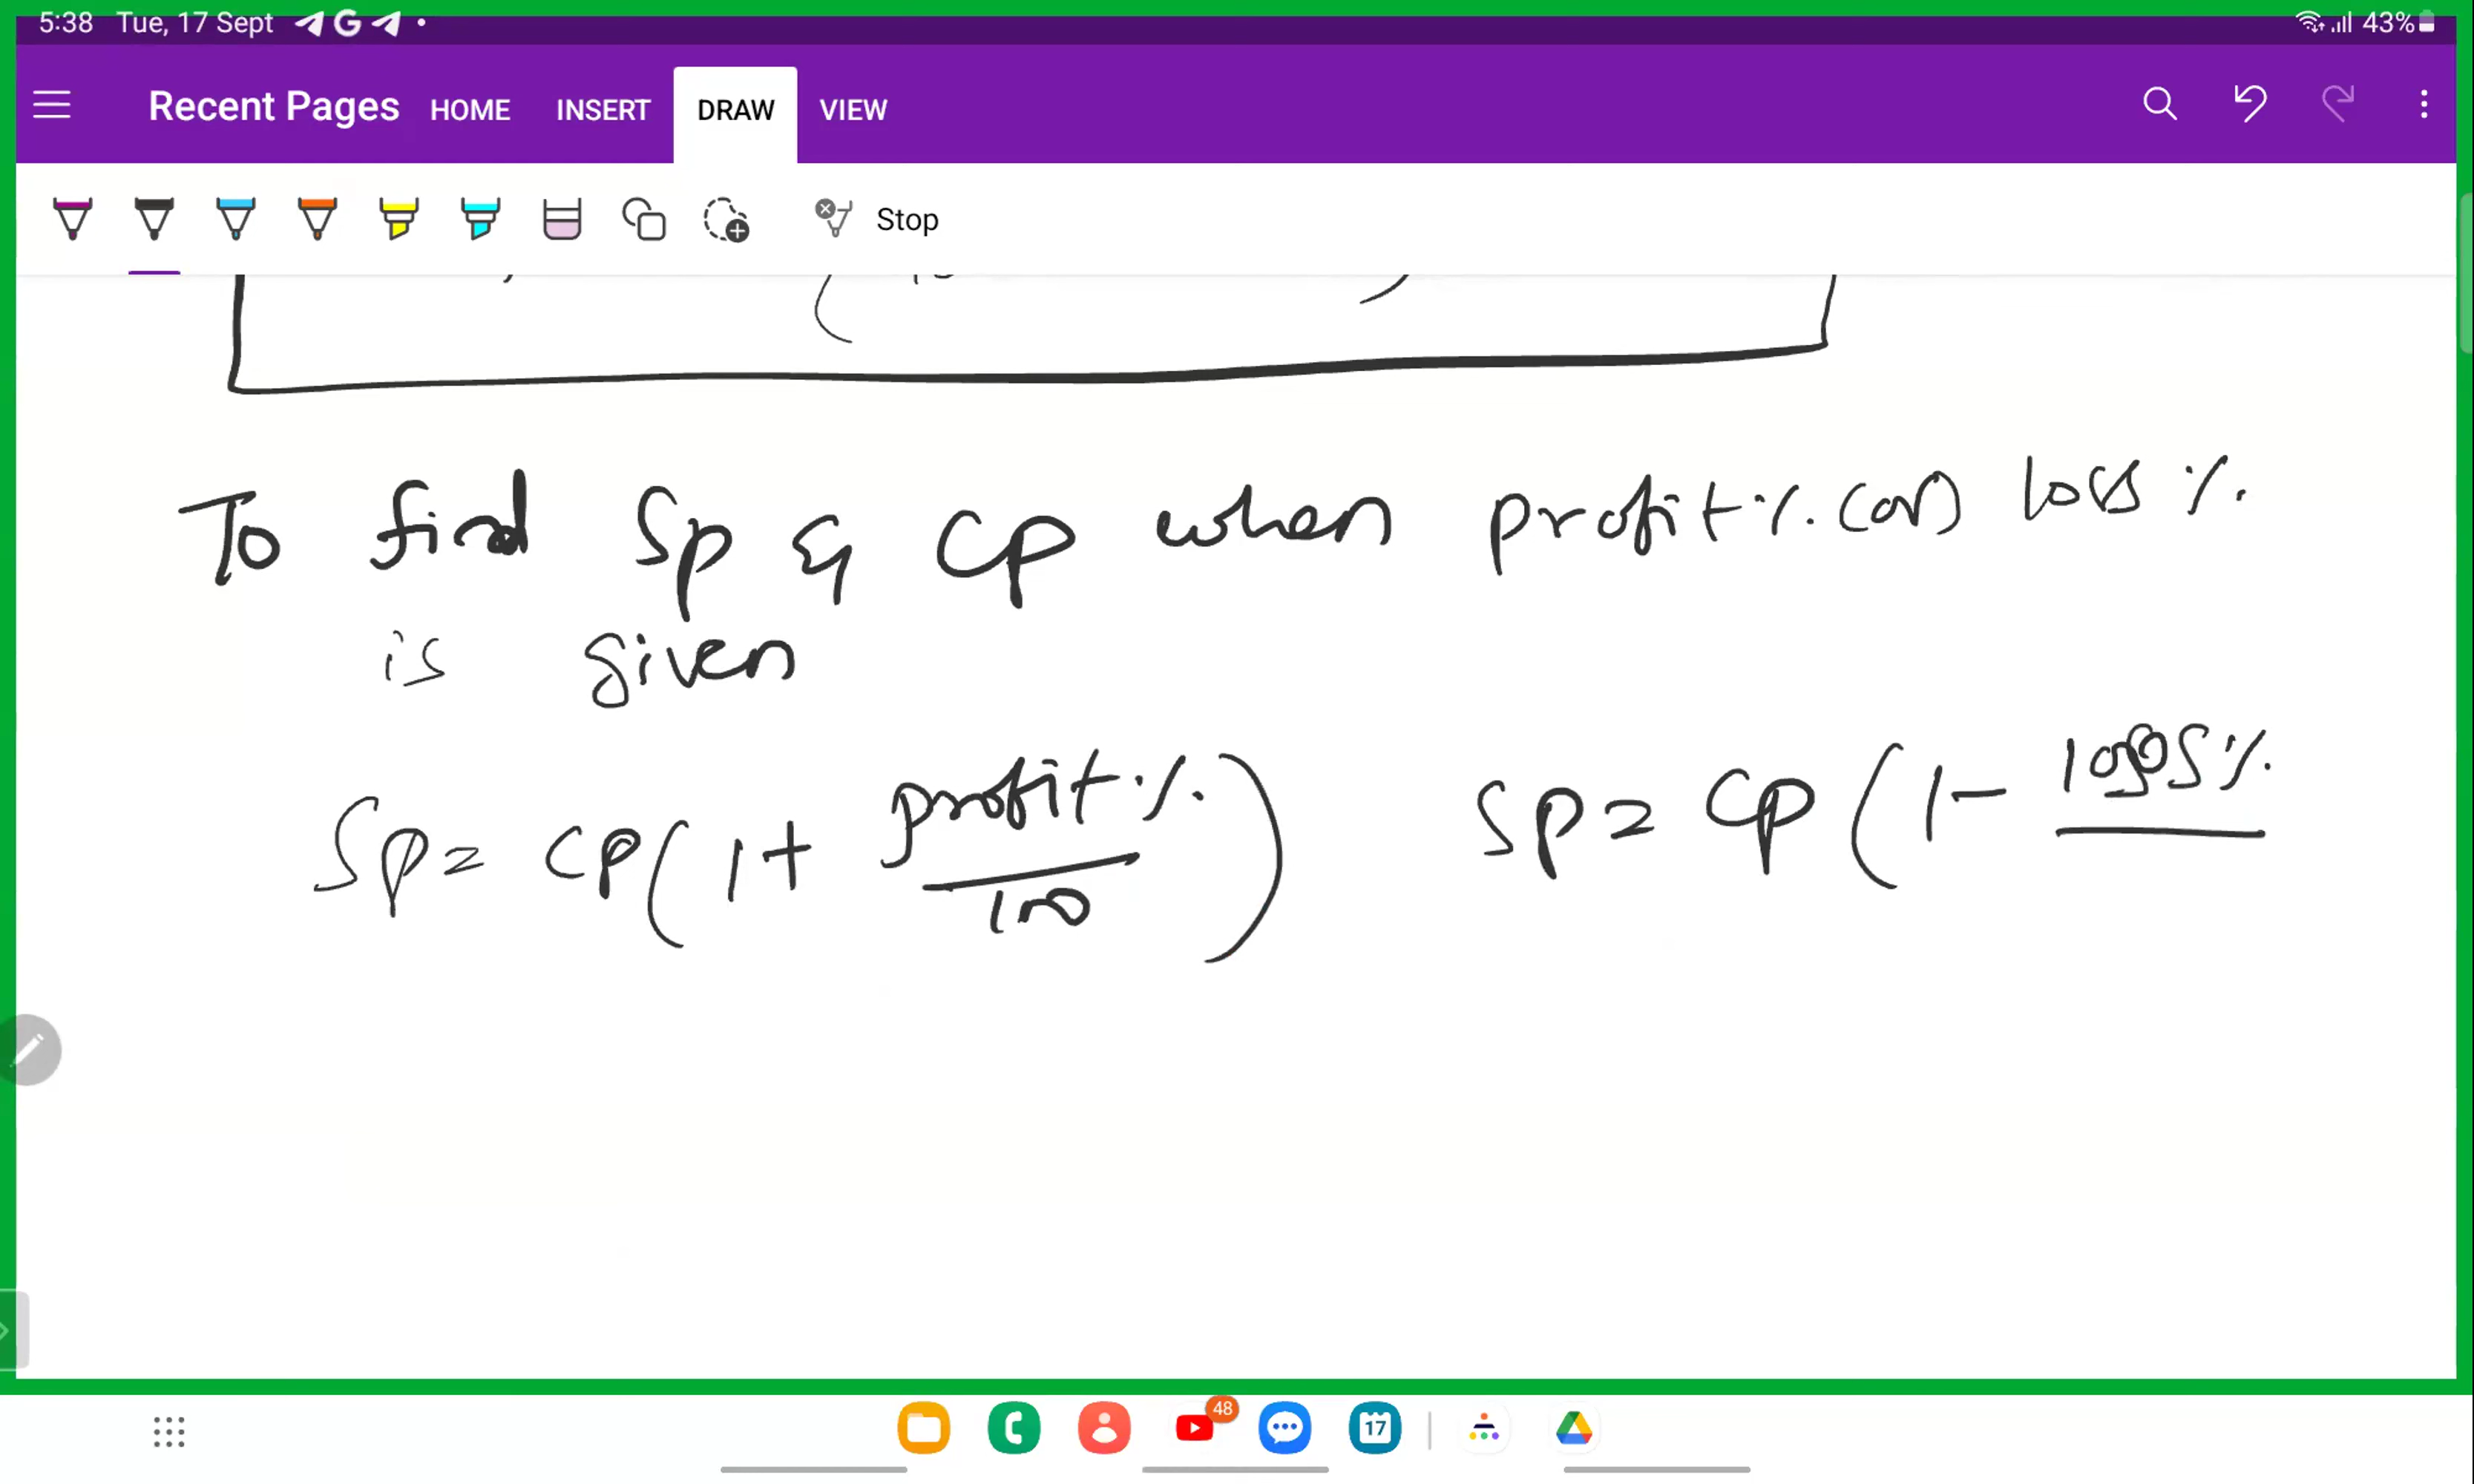 5:38 Tue, 17 Sept G 43%
Recent Pages HOME INSERT DRAW VIEW
Stop
To find SP & CP when profit% (or) loss %
is given
SP = CP(1 + profit% / 100) SP = CP(1 - loss%
48
17